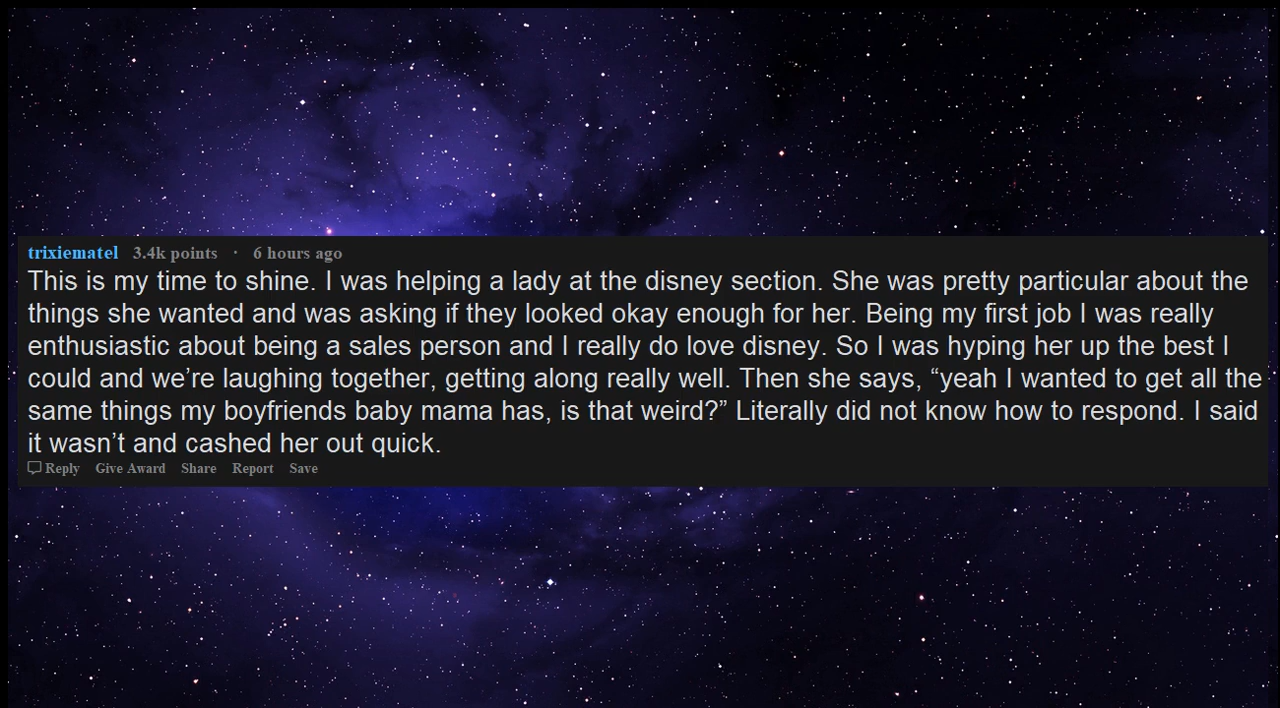 trixiematel 3.4k points · 6 hours ago
This is my time to shine. I was helping a lady at the disney section. She was pretty particular about the
things she wanted and was asking if they looked okay enough for her. Being my first job I was really
enthusiastic about being a sales person and I really do love disney. So I was hyping her up the best I
could and we’re laughing together, getting along really well. Then she says, “yeah I wanted to get all the
same things my boyfriends baby mama has, is that weird?” Literally did not know how to respond. I said
it wasn’t and cashed her out quick.
Reply Give Award Share Report Save